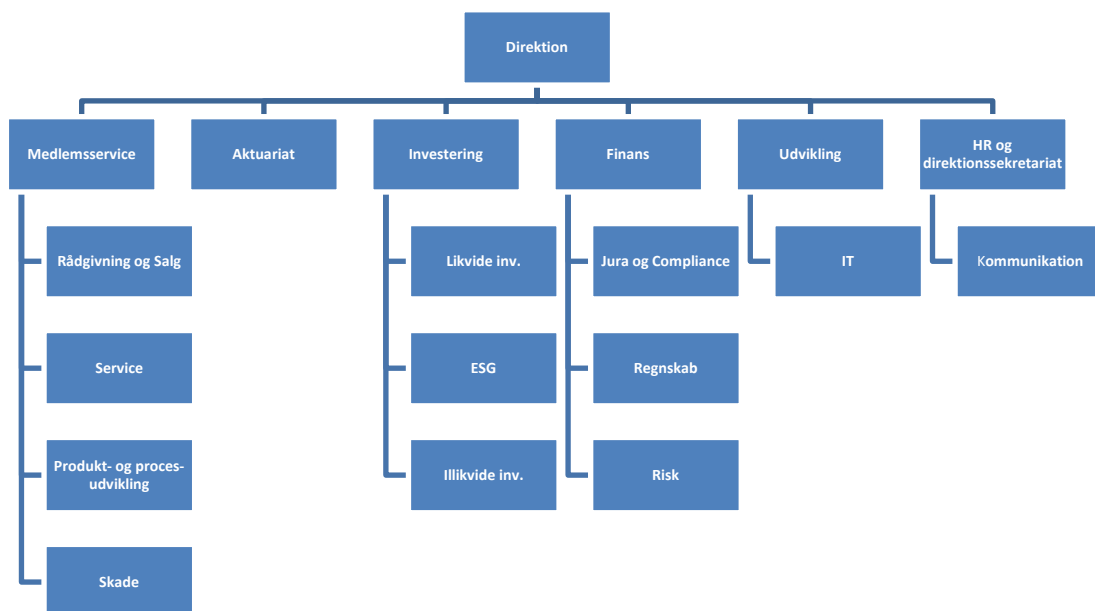 Direktion
Medlemsservice
Aktuariat
Investering
Finans
Udvikling
HR og
direktionssekretariat
Rådgivning og Salg
Likvide inv.
Jura og Compliance
IT
Kommunikation
Service
ESG
Regnskab
Produkt- og proces-
udvikling
Illikvide inv.
Risk
Skade